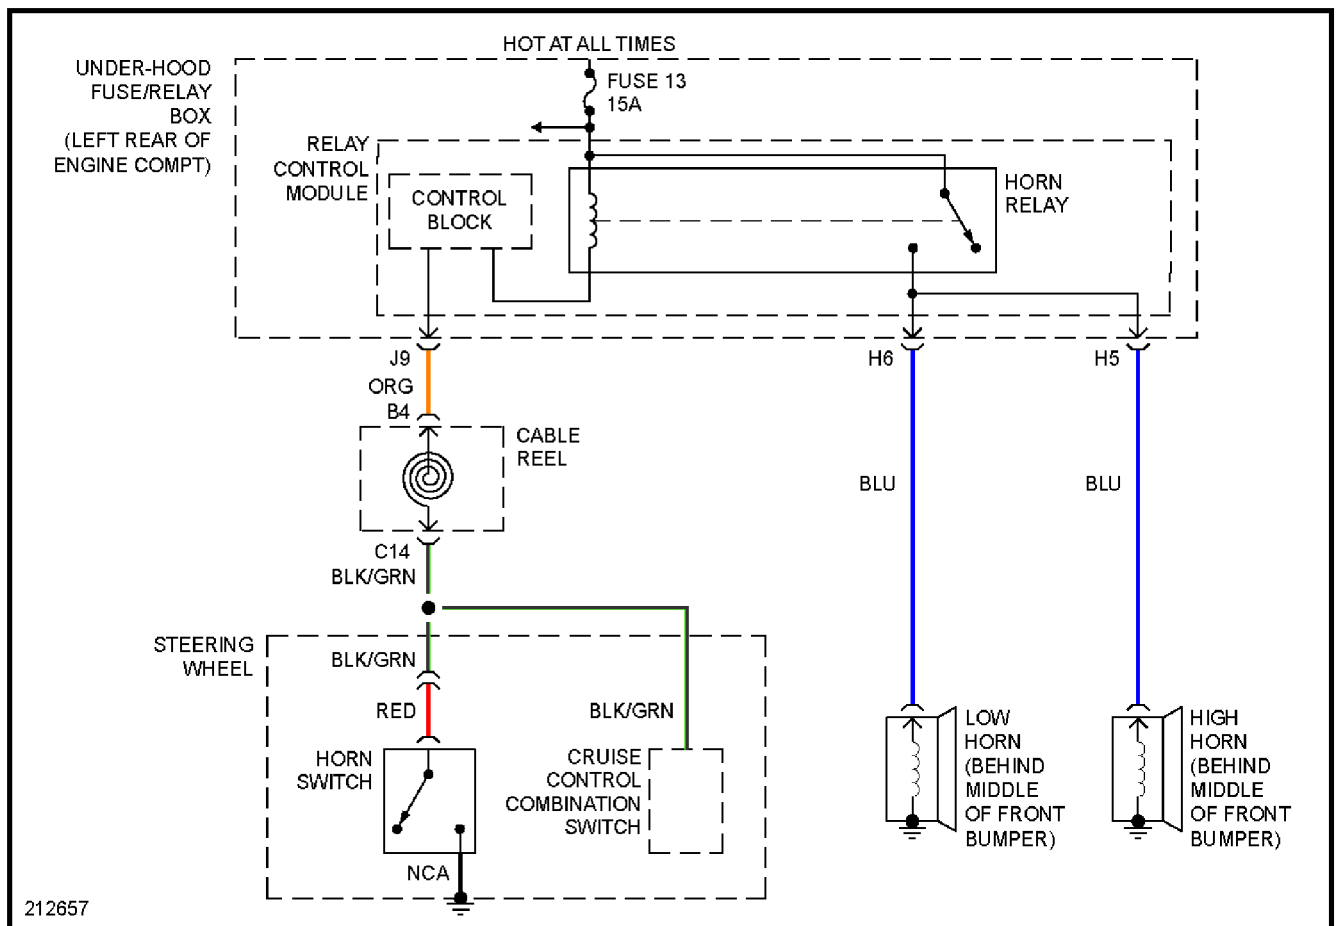 HOT AT ALL TIMES
UNDER-HOOD
FUSE/RELAY
BOX
(LEFT REAR OF
ENGINE COMPT)
FUSE 13
15A
RELAY
CONTROL
MODULE
CONTROL
BLOCK
HORN
RELAY
J9
H6
H5
ORG
B4
CABLE
REEL
BLU
BLU
C14
BLK/GRN
STEERING
WHEEL
BLK/GRN
RED
BLK/GRN
HORN
SWITCH
CRUISE
CONTROL
COMBINATION
SWITCH
LOW
HORN
(BEHIND
MIDDLE
OF FRONT
BUMPER)
HIGH
HORN
(BEHIND
MIDDLE
OF FRONT
BUMPER)
NCA
212657